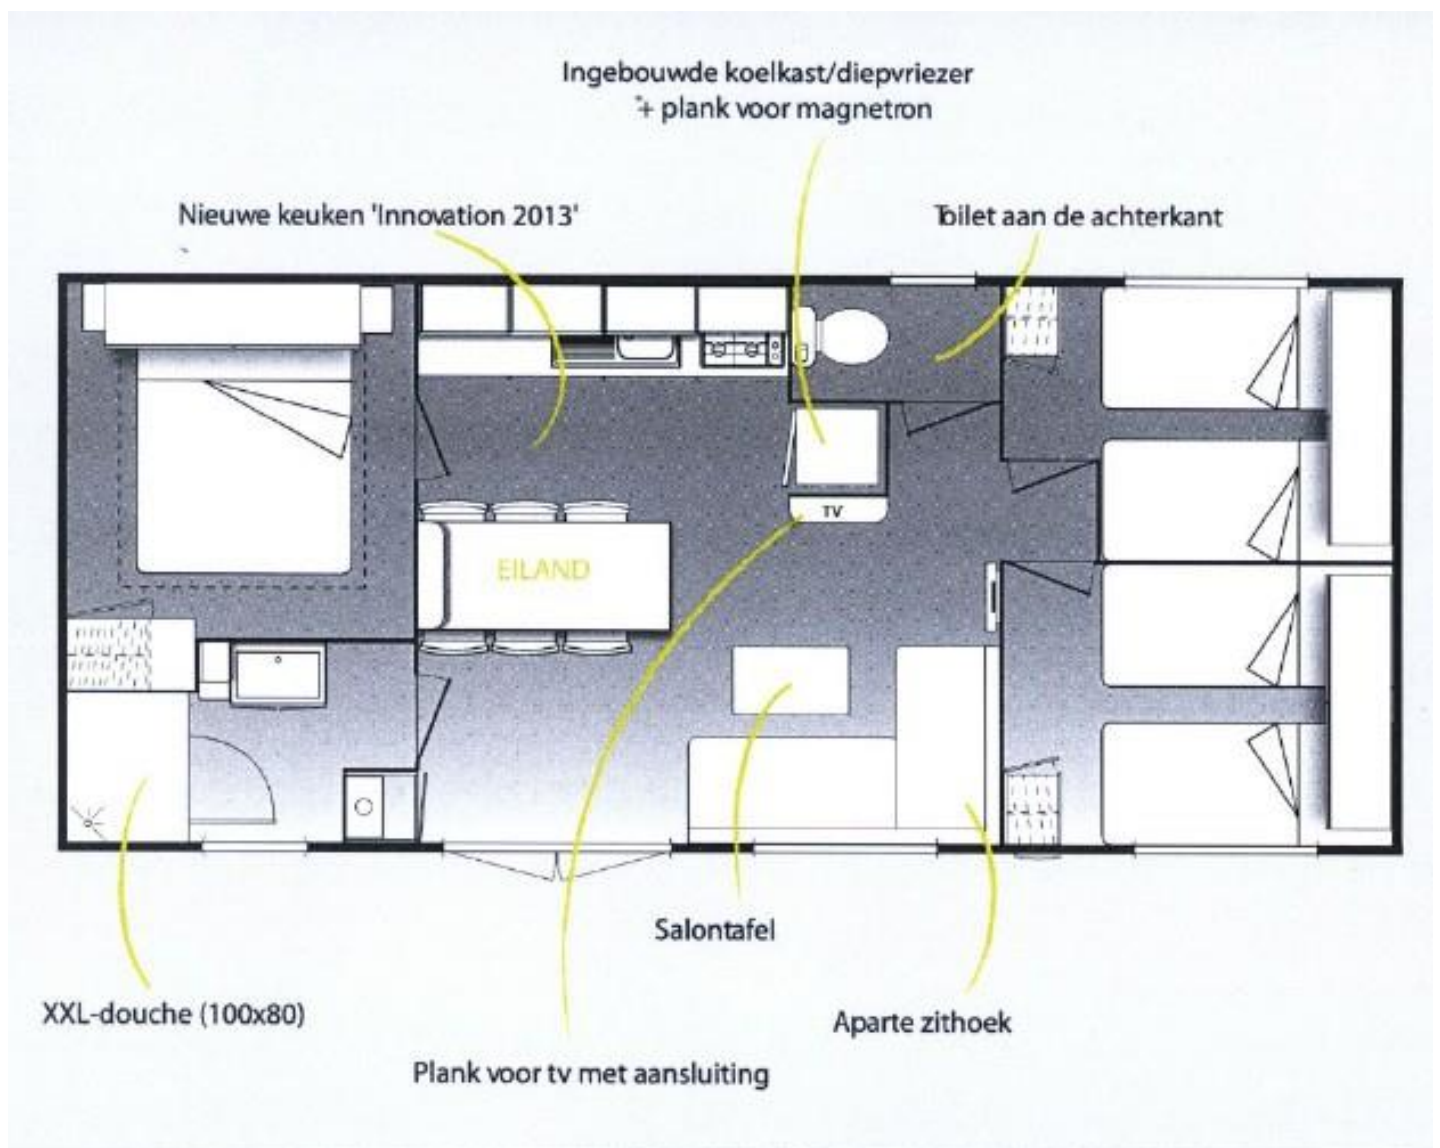 Ingebouwde koelkast/diepvriezer
+ plank voor magnetron
Nieuwe keuken 'Innovation 2013'
Toilet aan de achterkant
TV
EILAND
Salontafel
XXL-douche (100x80)
Aparte zithoek
Plank voor tv met aansluiting